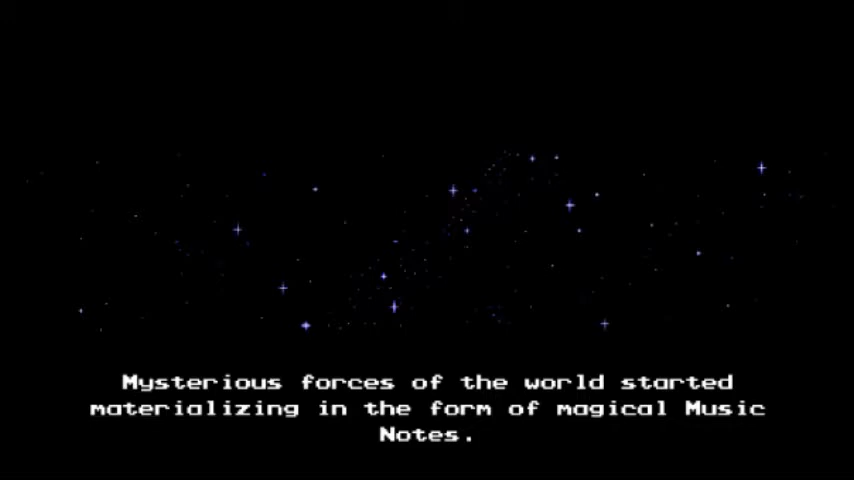 Mysterious forces of the world started
materializing in the form of magical Music
Notes.